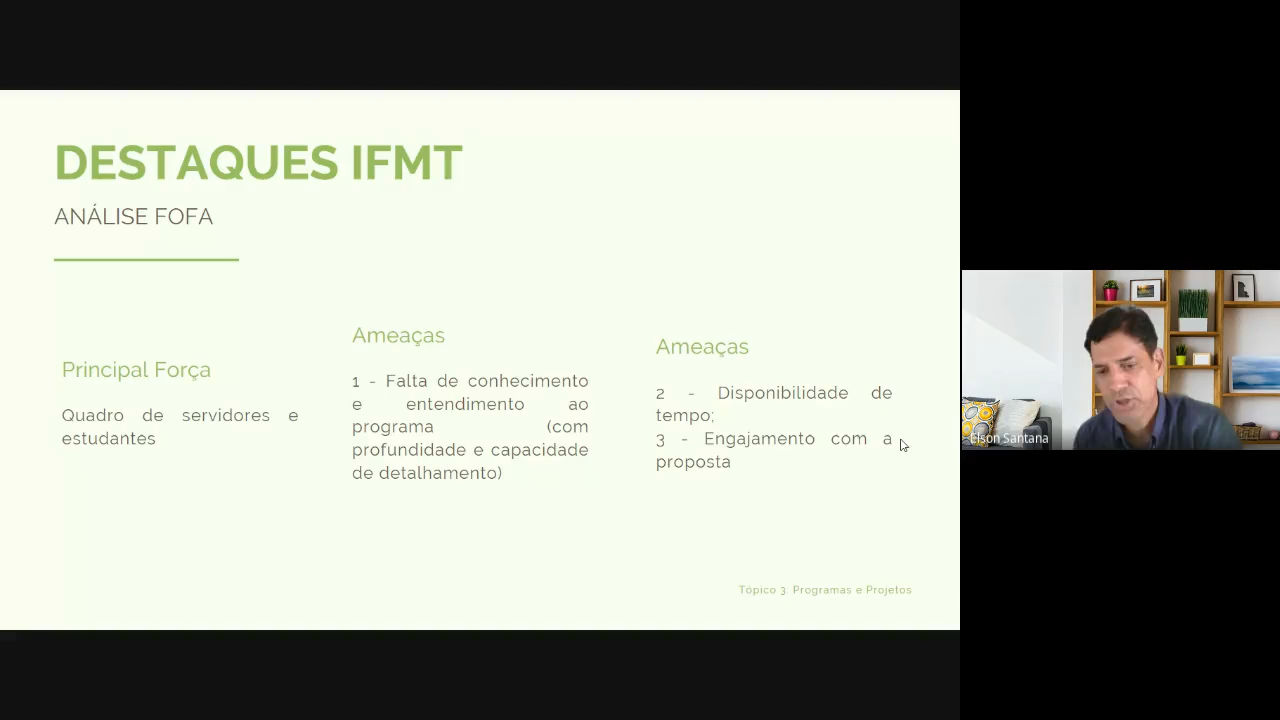 DESTAQUES IFMT
ANÁLISE FOFA
Principal Força
Quadro de servidores e
estudantes
Ameaças
1 - Falta de conhecimento
e entendimento ao
programa (com
profundidade e capacidade
de detalhamento)
Ameaças
2 - Disponibilidade de
tempo;
3 - Engajamento com a
proposta
Tópico 3: Programas e Projetos
Elson Santana